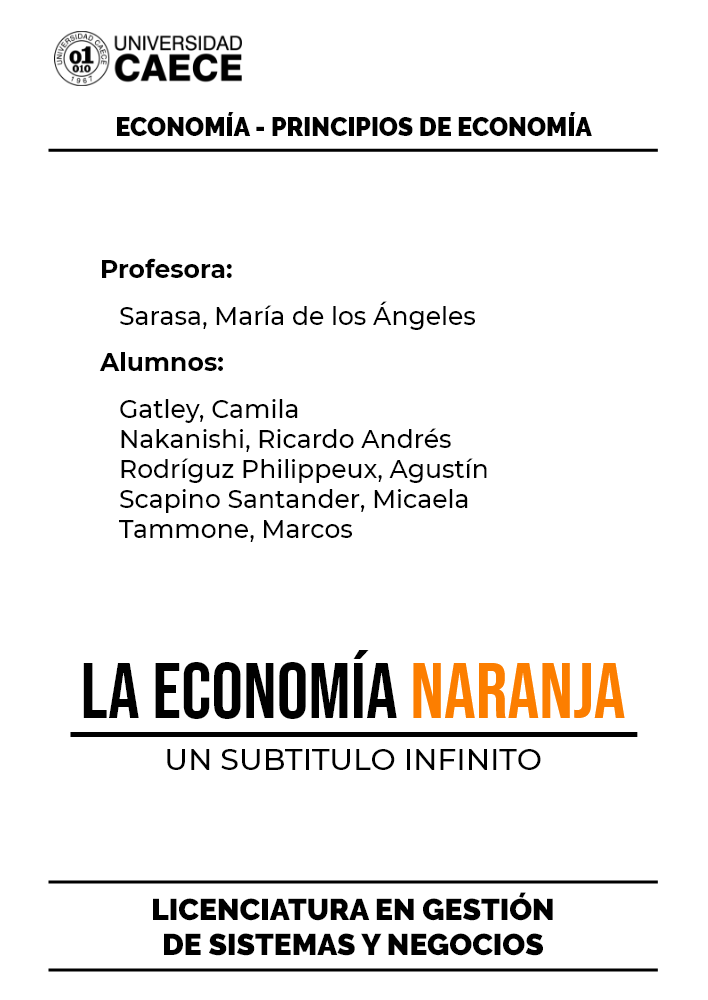 UNIVERSIDAD CAECE
01
010
1967
UNIVERSIDAD
CAECE
ECONOMÍA - PRINCIPIOS DE ECONOMÍA
Profesora:
Sarasa, María de los Ángeles
Alumnos:
Gatley, Camila
Nakanishi, Ricardo Andrés
Rodríguz Philippeux, Agustín
Scapino Santander, Micaela
Tammone, Marcos
LA ECONOMÍA NARANJA
UN SUBTITULO INFINITO
LICENCIATURA EN GESTIÓN
DE SISTEMAS Y NEGOCIOS